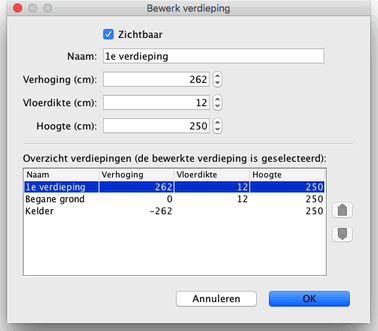 Bewerk verdieping
Zichtbaar
Naam: 1e verdieping
Verhoging (cm): 262
Vloerdikte (cm): 12
Hoogte (cm): 250
Overzicht verdiepingen (de bewerkte verdieping is geselecteerd):
Naam Verhoging Vloerdikte Hoogte
1e verdieping 262 12 250
Begane grond 0 12 250
Kelder -262 250
Annuleren OK